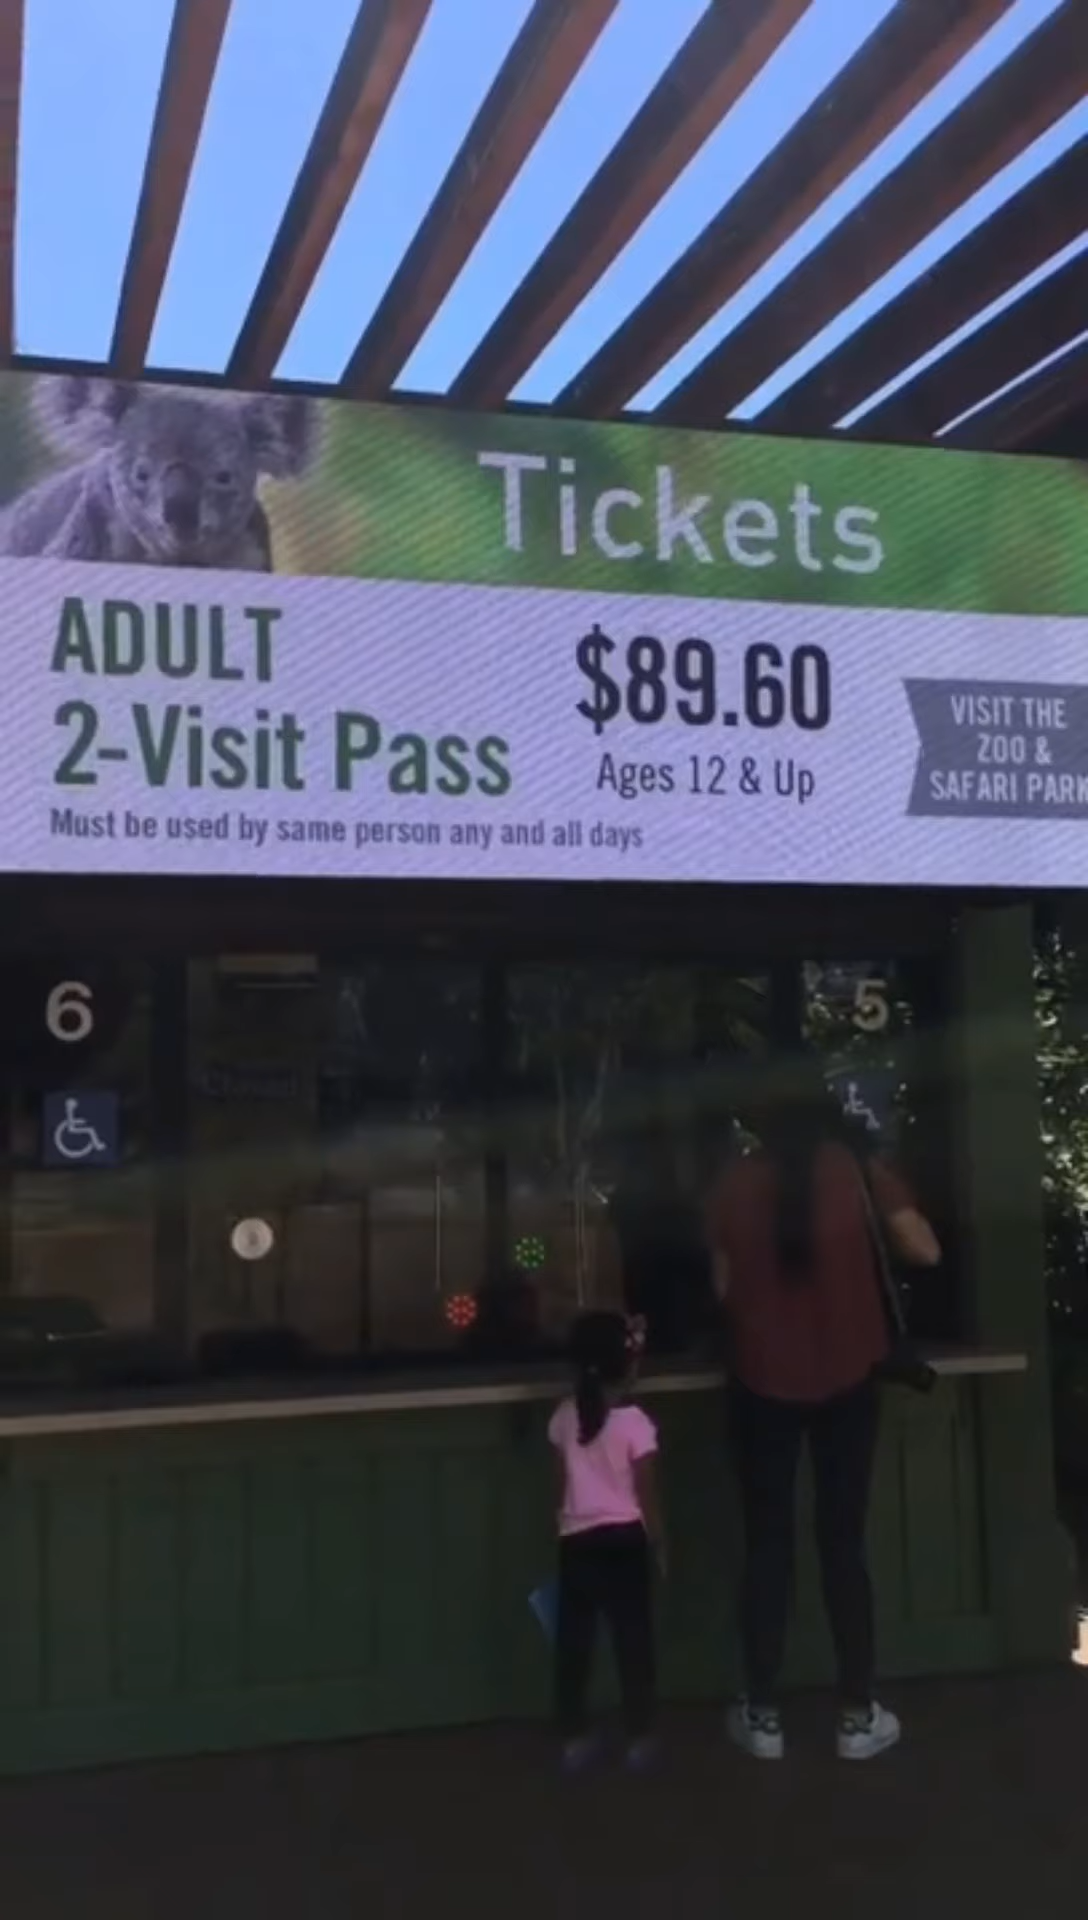 Tickets
ADULT
2-Visit Pass
Must be used by same person any and all days
$89.60
Ages 12 & Up
VISIT THE
ZOO &
SAFARI PARK
6
5